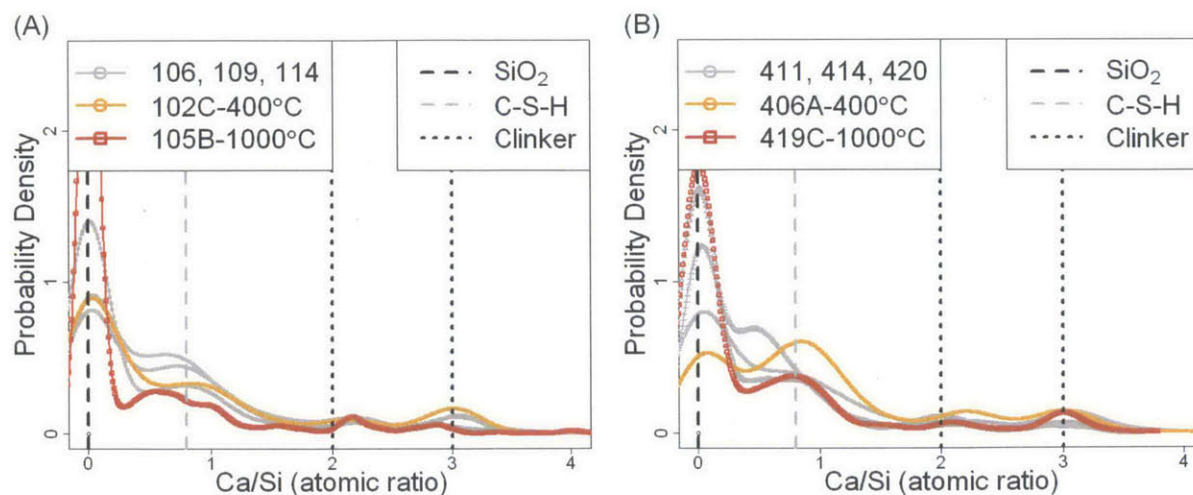 (A)
106, 109, 114
102C-400°C
105B-1000°C
SiO2
C-S-H
Clinker
Probability Density
2
1
0
0 1 2 3 4
Ca/Si (atomic ratio)
(B)
411, 414, 420
406A-400°C
419C-1000°C
SiO2
C-S-H
Clinker
Probability Density
2
1
0
0 1 2 3 4
Ca/Si (atomic ratio)